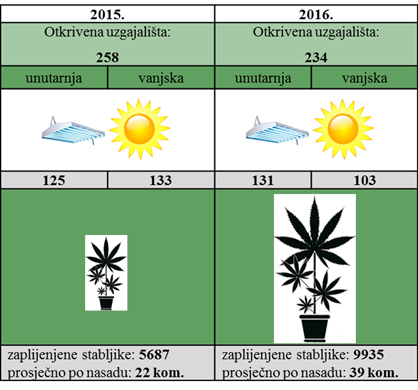 2015. 2016.
Otkrivena uzgajališta: Otkrivena uzgajališta:
258 234
unutarnja vanjska unutarnja vanjska
125 133 131 103
zaplijenjene stabljike: 5687 zaplijenjene stabljike: 9935
prosječno po nasadu: 22 kom. prosječno po nasadu: 39 kom.